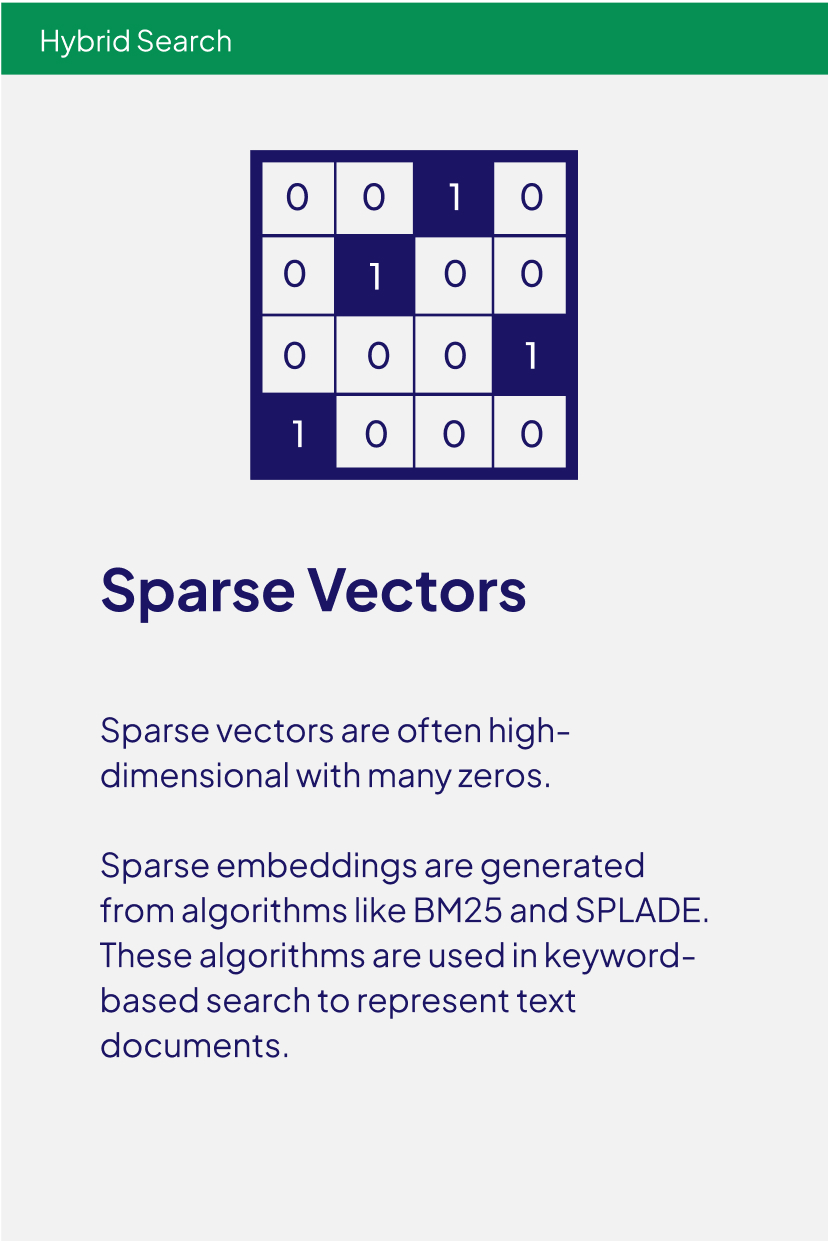 Hybrid Search
0 0 1 0
0 1 0 0
0 0 0 1
1 0 0 0
Sparse Vectors
Sparse vectors are often high-
dimensional with many zeros.
Sparse embeddings are generated
from algorithms like BM25 and SPLADE.
These algorithms are used in keyword-
based search to represent text
documents.